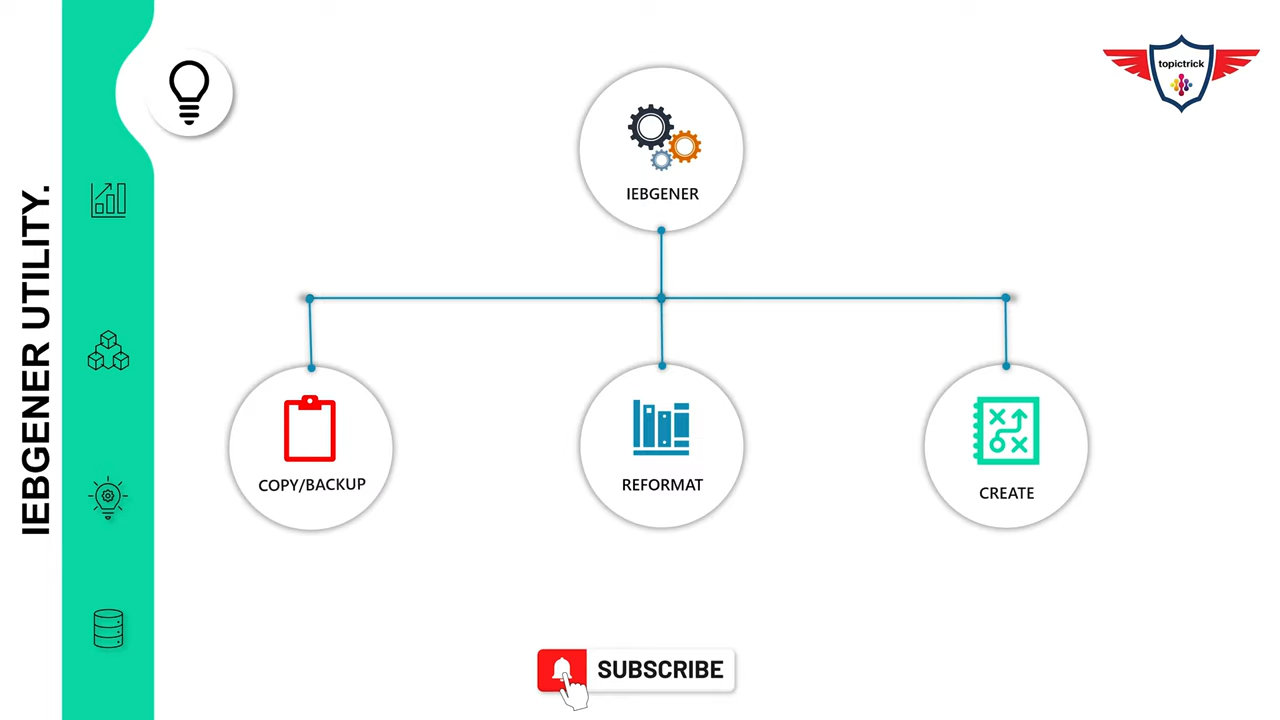 IEBGENER UTILITY.
topictrick
IEBGENER
COPY/BACKUP
REFORMAT
CREATE
SUBSCRIBE